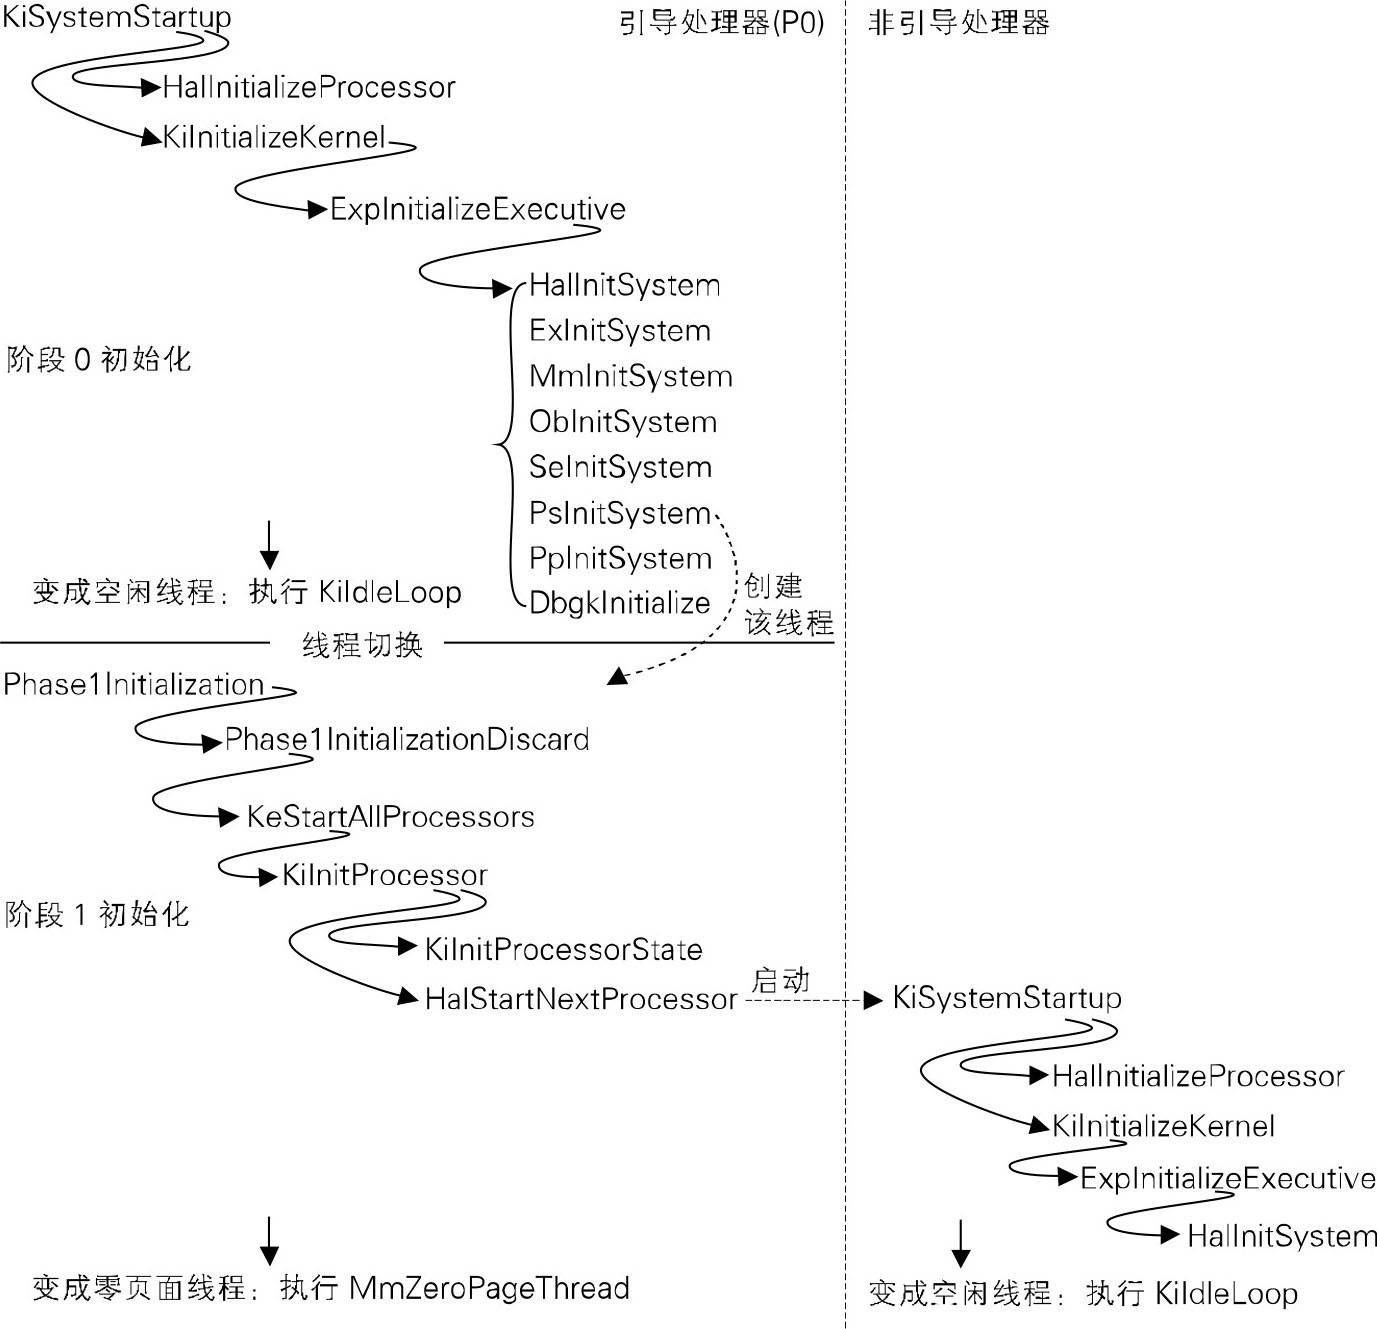 KiSystemStartup
引导处理器(P0)
非引导处理器
HalInitializeProcessor
KiInitializeKernel
ExpInitializeExecutive
HalInitSystem
ExInitSystem
阶段 0 初始化
MmInitSystem
ObInitSystem
SeInitSystem
PsInitSystem
PpInitSystem
创建
该线程
变成空闲线程：执行 KiIdleLoop
DbgkInitialize
线程切换
Phase1Initialization
Phase1InitializationDiscard
KeStartAllProcessors
KiInitProcessor
阶段 1 初始化
KiInitProcessorState
HalStartNextProcessor
启动
KiSystemStartup
HalInitializeProcessor
KiInitializeKernel
ExpInitializeExecutive
HalInitSystem
变成零页面线程：执行 MmZeroPageThread
变成空闲线程：执行 KiIdleLoop